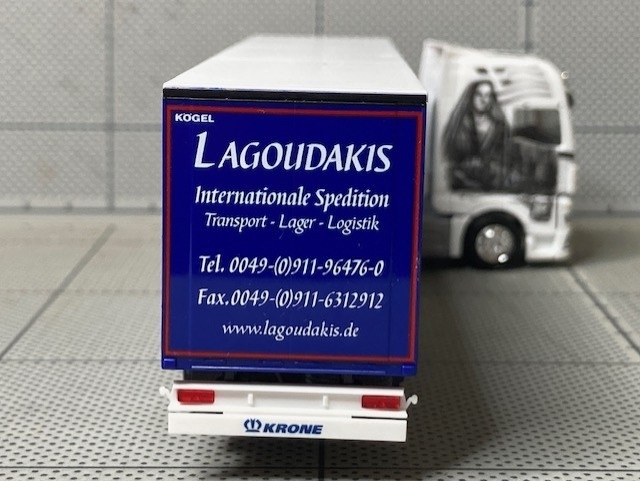 KÖGEL
LAGOUDAKIS
Internationale Spedition
Transport - Lager - Logistik
Tel. 0049-(0)911-96476-0
Fax.0049-(0)911-6312912
www.lagoudakis.de
KRONE